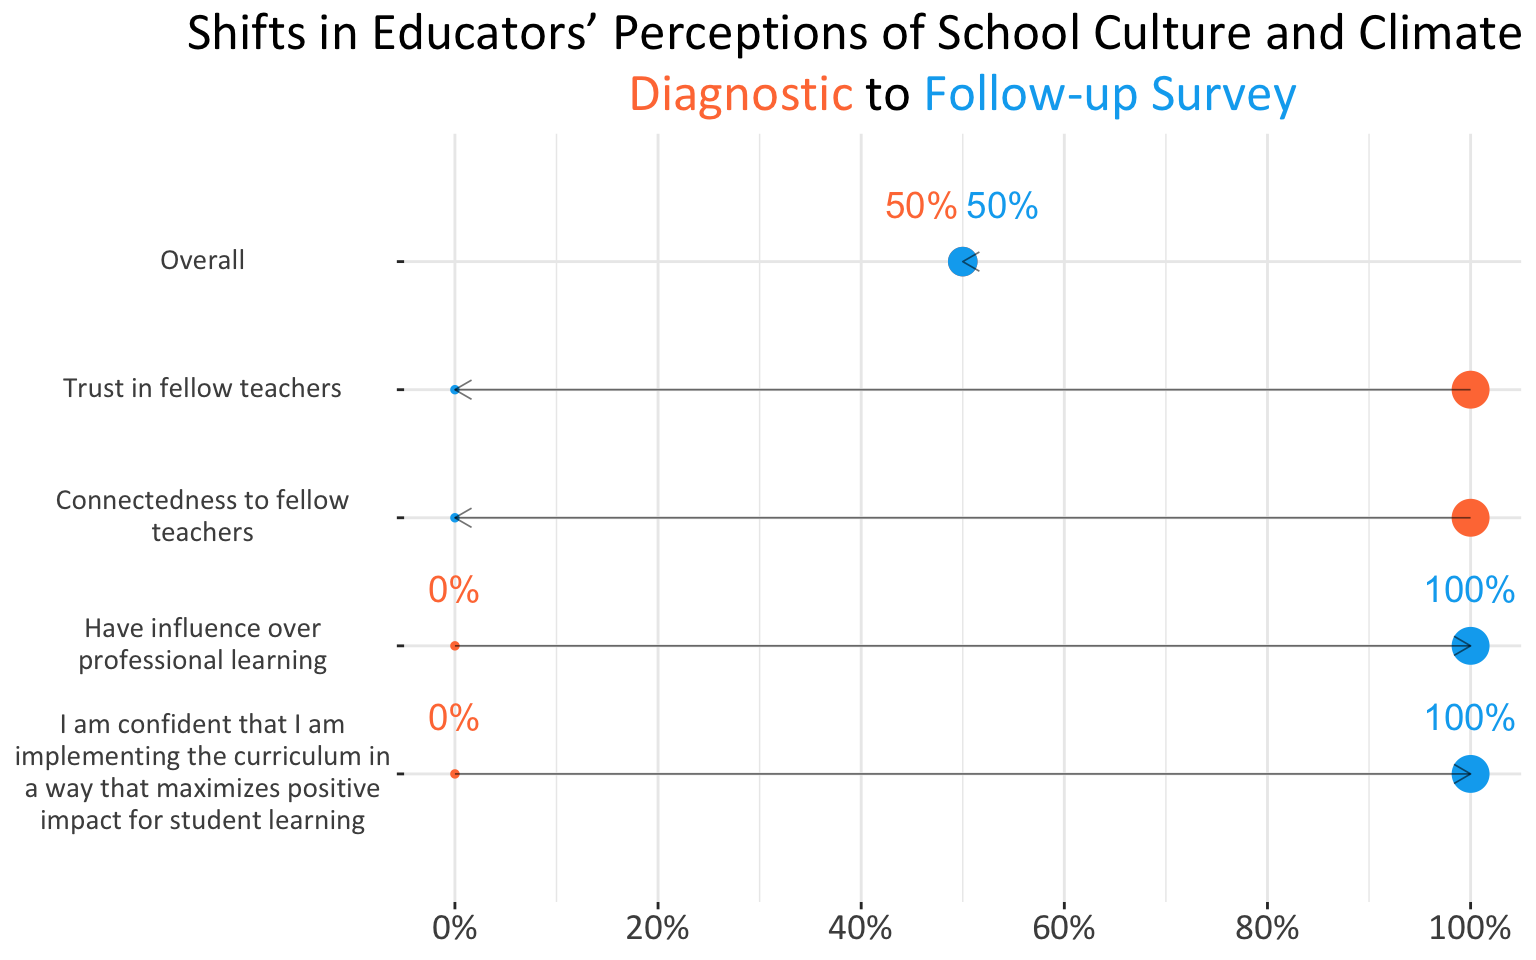 Shifts in Educators’ Perceptions of School Culture and Climate
Diagnostic to Follow-up Survey
50% 50%
Overall
Trust in fellow teachers
Connectedness to fellow
teachers
0% 100%
Have influence over
professional learning
0% 100%
I am confident that I am
implementing the curriculum in
a way that maximizes positive
impact for student learning
0% 20% 40% 60% 80% 100%